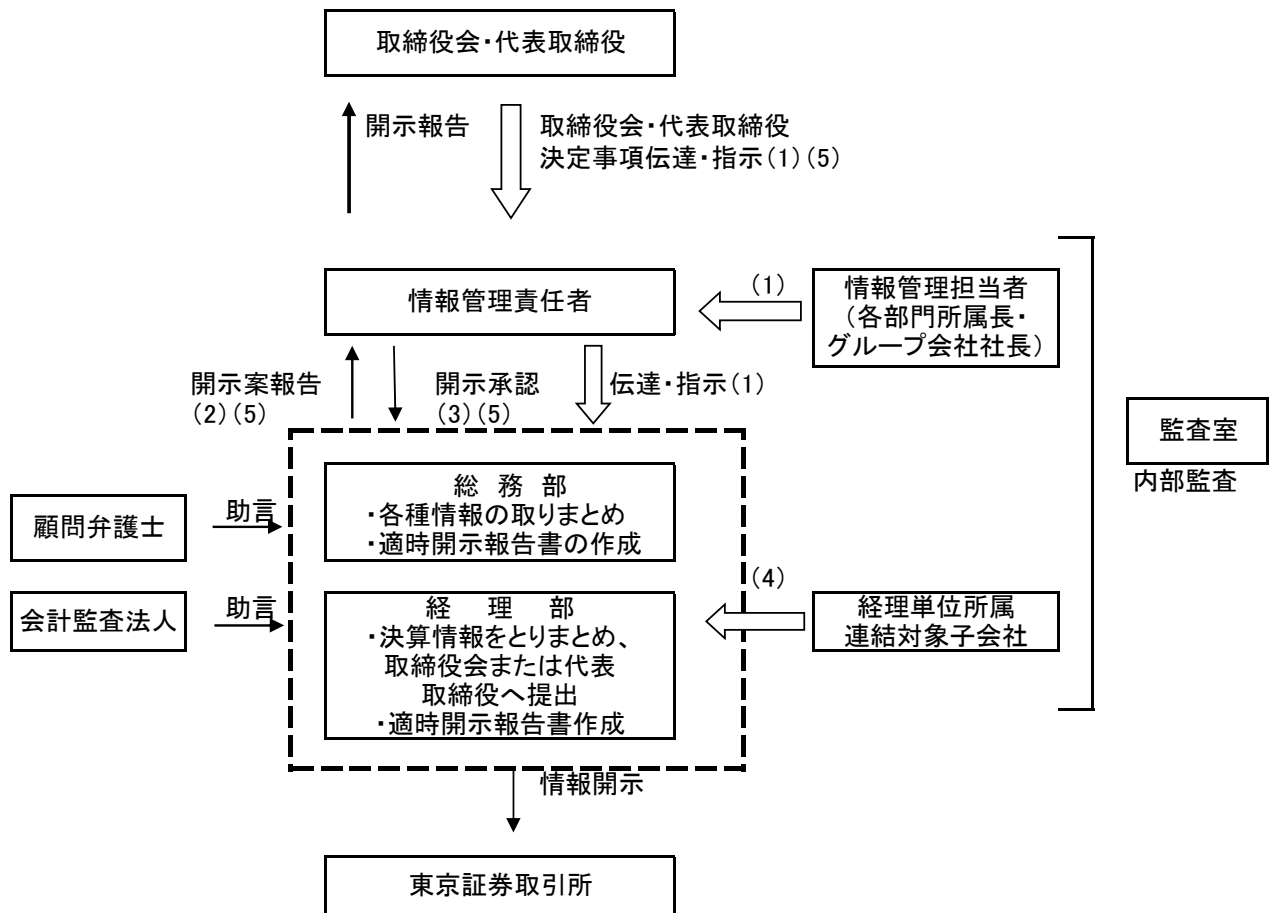 取締役会・代表取締役
開示報告
取締役会・代表取締役
決定事項伝達・指示(1)(5)
情報管理責任者
(1)
情報管理担当者
(各部門所属長・
グループ会社社長)
開示案報告
(2)(5)
開示承認
(3)(5)
伝達・指示(1)
監査室
内部監査
総務部
・各種情報の取りまとめ
・適時開示報告書の作成
顧問弁護士
助言
会計監査法人
助言
経理部
・決算情報をとりまとめ、
取締役会または代表
取締役へ提出
・適時開示報告書作成
(4)
経理単位所属
連結対象子会社
情報開示
東京証券取引所